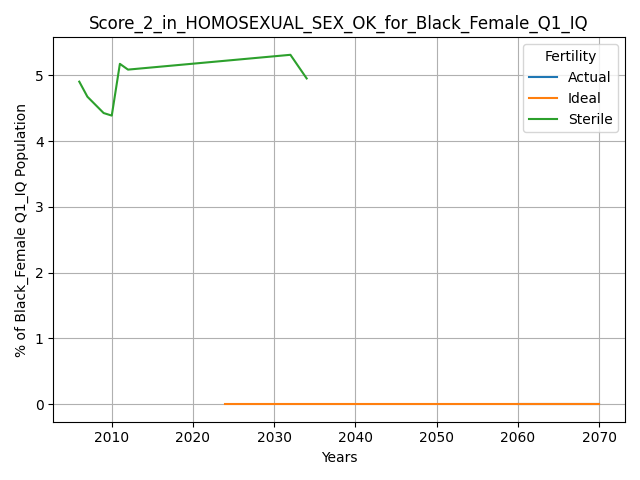 Score_2_in_HOMOSEXUAL_SEX_OK_for_Black_Female_Q1_IQ
Fertility
Actual
Ideal
Sterile
% of Black_Female Q1_IQ Population
5
4
3
2
1
0
2010 2020 2030 2040 2050 2060 2070
Years